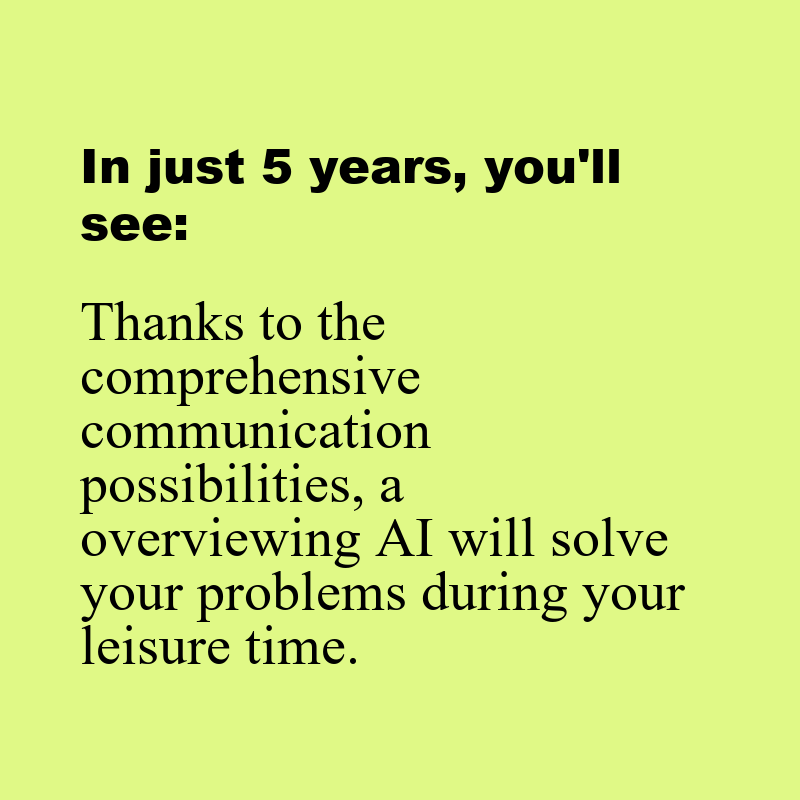 In just 5 years, you'll
see:
Thanks to the
comprehensive
communication
possibilities, a
overviewing AI will solve
your problems during your
leisure time.